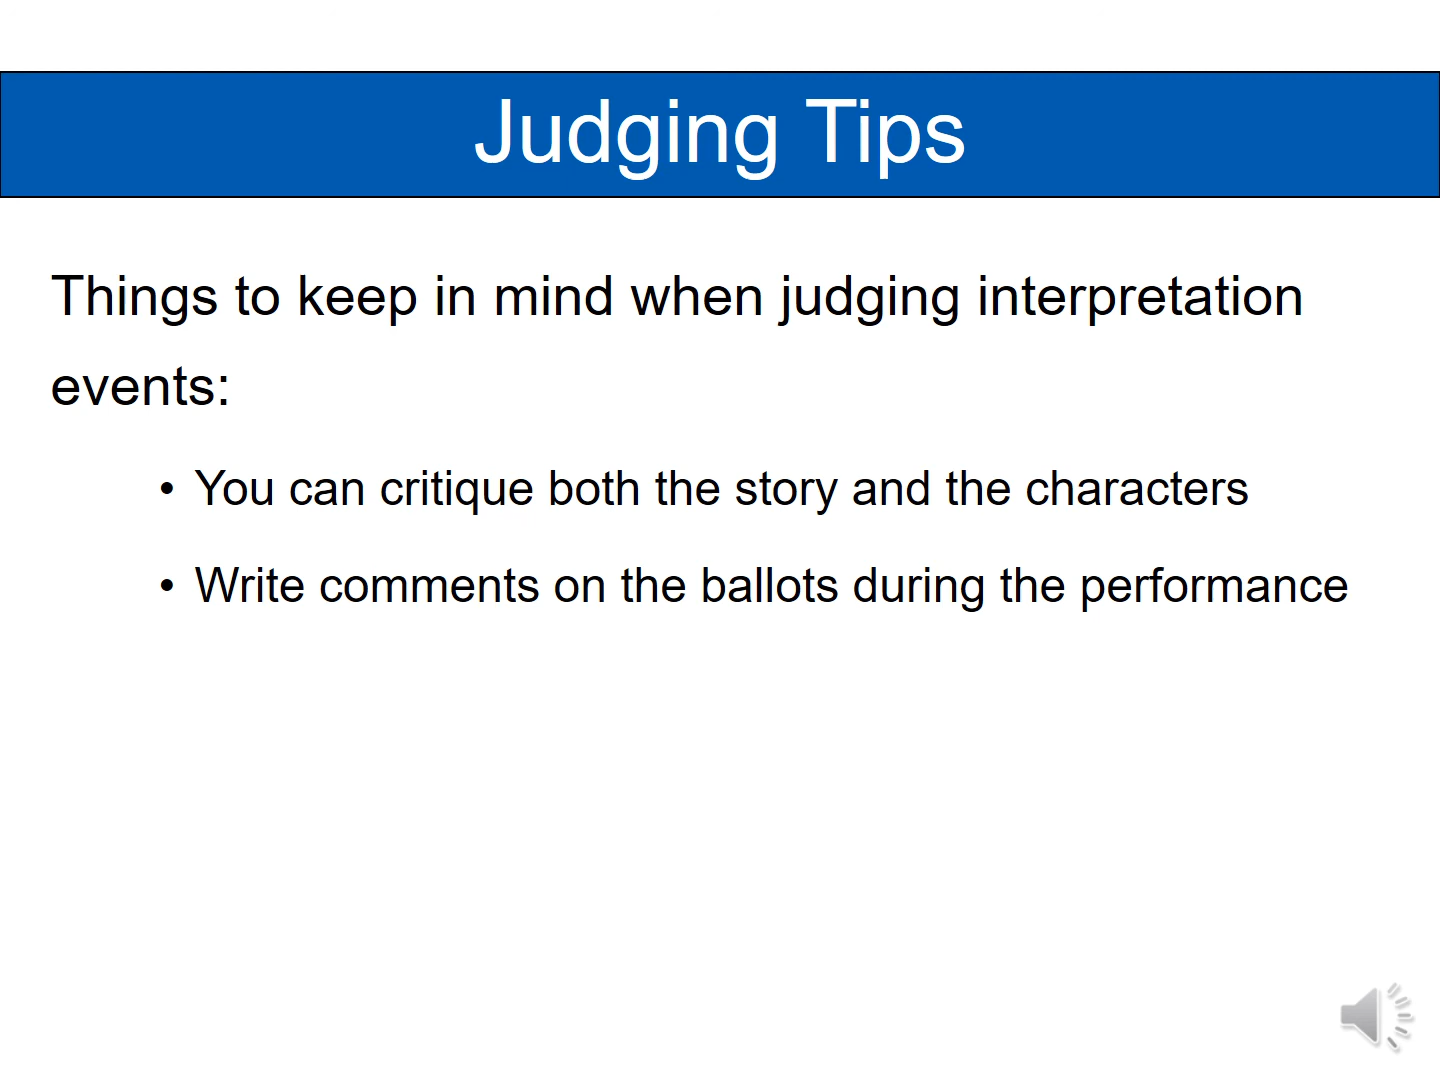 Judging Tips
Things to keep in mind when judging interpretation
events:
• You can critique both the story and the characters
• Write comments on the ballots during the performance